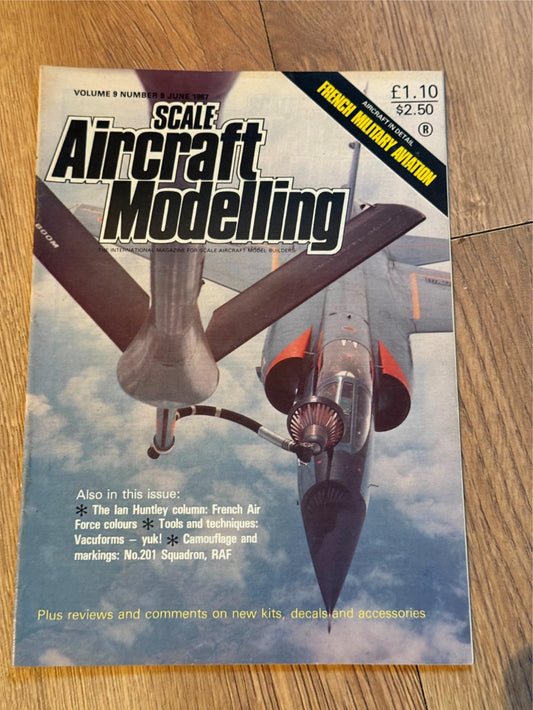 VOLUME 9 NUMBER 9 JUNE 1987
£1.10
$2.50
®
AIRCRAFT IN DETAIL
FRENCH MILITARY AVIATION
SCALE
Aircraft
Modelling
THE INTERNATIONAL MAGAZINE FOR SCALE AIRCRAFT MODEL BUILDERS
BOOM
Also in this issue:
* The Ian Huntley column: French Air
Force colours * Tools and techniques:
Vacuforms – yuk! * Camouflage and
markings: No.201 Squadron, RAF
Plus reviews and comments on new kits, decals and accessories